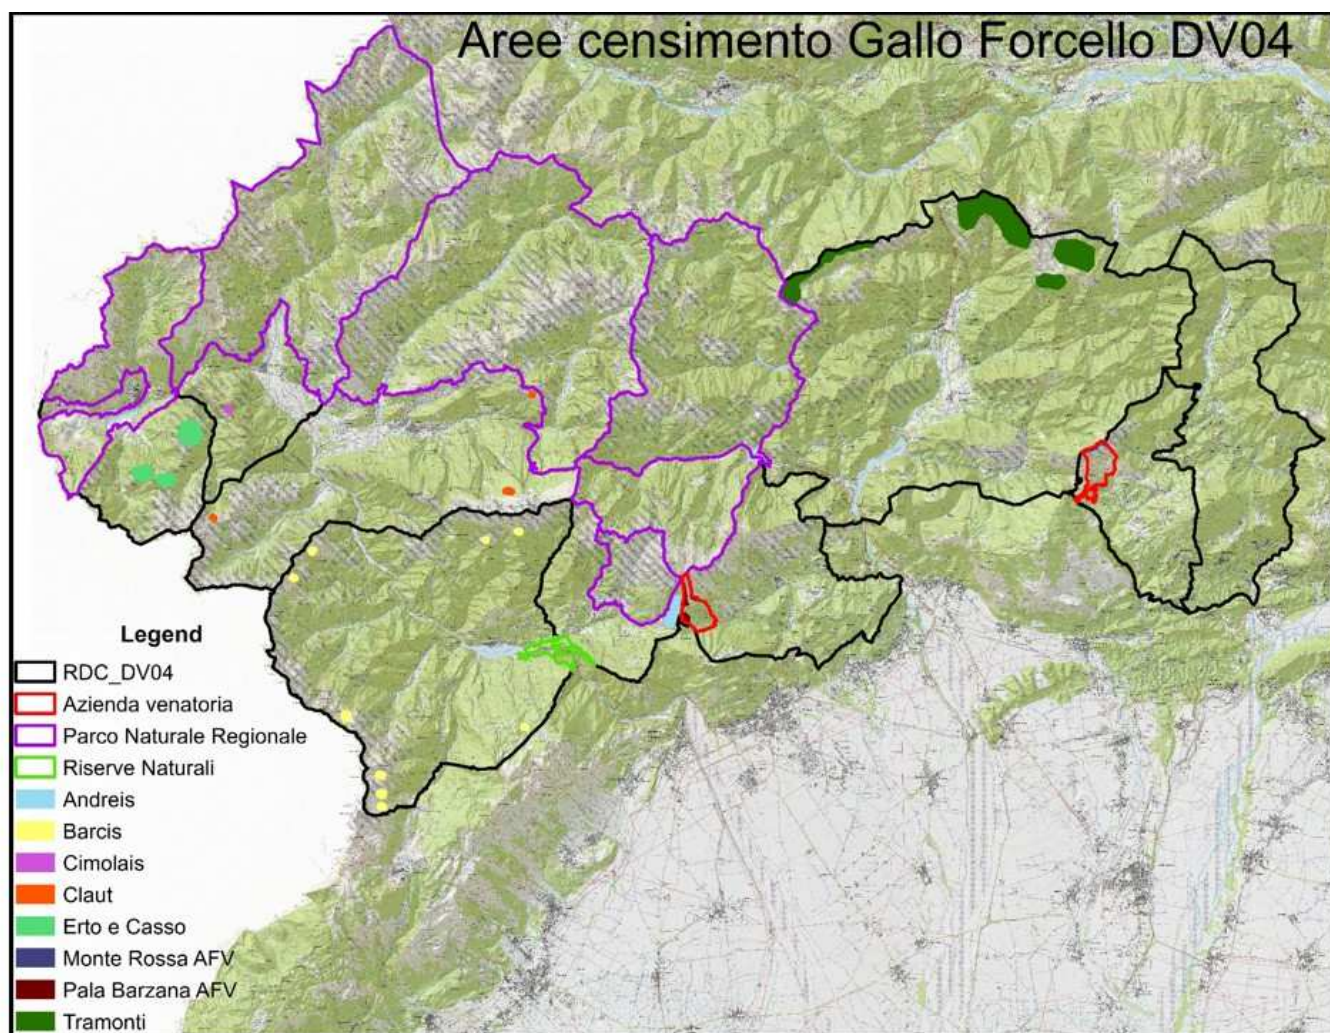 Aree censimento Gallo Forcello DV04
Legend
RDC_DV04
Azienda venatoria
Parco Naturale Regionale
Riserve Naturali
Andreis
Barcis
Cimolais
Claut
Erto e Casso
Monte Rossa AFV
Pala Barzana AFV
Tramonti